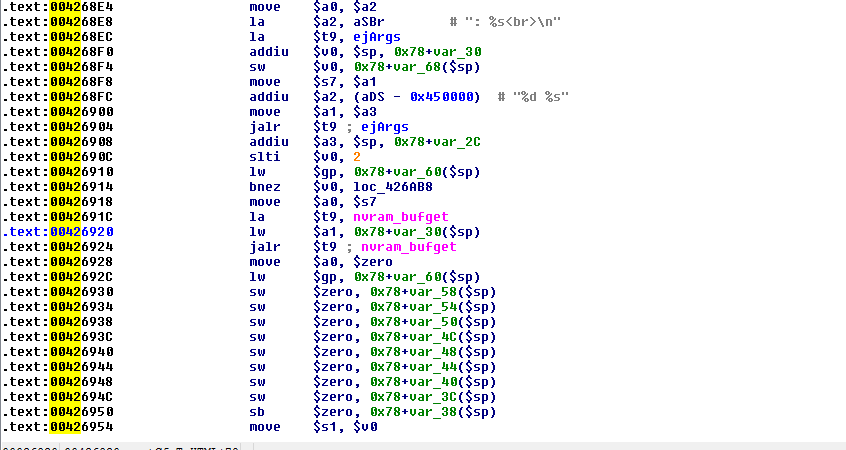 .text:004268E4 move $a0, $a2
.text:004268E8 la $a2, aSBr # ": %s<br>\n"
.text:004268EC la $t9, ejArgs
.text:004268F0 addiu $v0, $sp, 0x78+var_30
.text:004268F4 sw $v0, 0x78+var_68($sp)
.text:004268F8 move $s7, $a1
.text:004268FC addiu $a2, (aDS - 0x450000) # "%d %s"
.text:00426900 move $a1, $a3
.text:00426904 jalr $t9 ; ejArgs
.text:00426908 addiu $a3, $sp, 0x78+var_2C
.text:0042690C slti $v0, 2
.text:00426910 lw $gp, 0x78+var_60($sp)
.text:00426914 bnez $v0, loc_426AB8
.text:00426918 move $a0, $s7
.text:0042691C la $t9, nvram_bufget
.text:00426920 lw $a1, 0x78+var_30($sp)
.text:00426924 jalr $t9 ; nvram_bufget
.text:00426928 move $a0, $zero
.text:0042692C lw $gp, 0x78+var_60($sp)
.text:00426930 sw $zero, 0x78+var_58($sp)
.text:00426934 sw $zero, 0x78+var_54($sp)
.text:00426938 sw $zero, 0x78+var_50($sp)
.text:0042693C sw $zero, 0x78+var_4C($sp)
.text:00426940 sw $zero, 0x78+var_48($sp)
.text:00426944 sw $zero, 0x78+var_44($sp)
.text:00426948 sw $zero, 0x78+var_40($sp)
.text:0042694C sw $zero, 0x78+var_3C($sp)
.text:00426950 sb $zero, 0x78+var_38($sp)
.text:00426954 move $s1, $v0